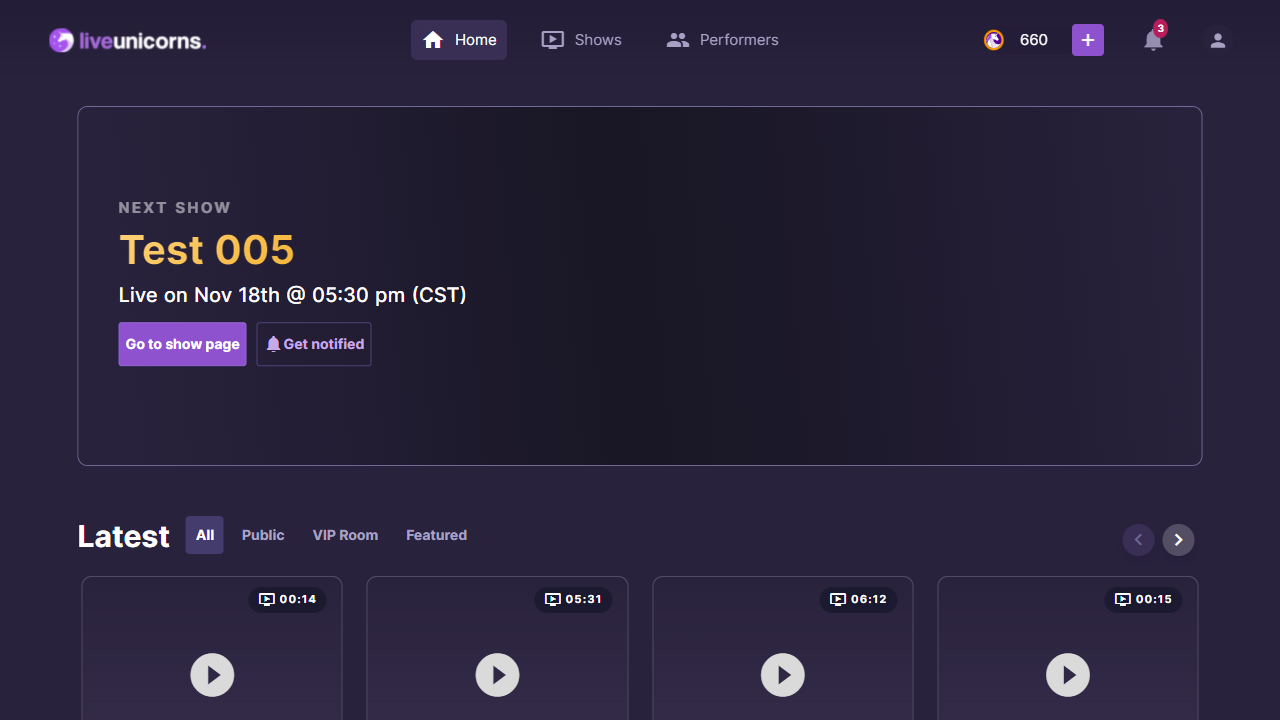 liveunicorns.
Home
Shows
Performers
660
3
NEXT SHOW
Test 005
Live on Nov 18th @ 05:30 pm (CST)
Go to show page
Get notified
Latest
All
Public
VIP Room
Featured
00:14
05:31
06:12
00:15